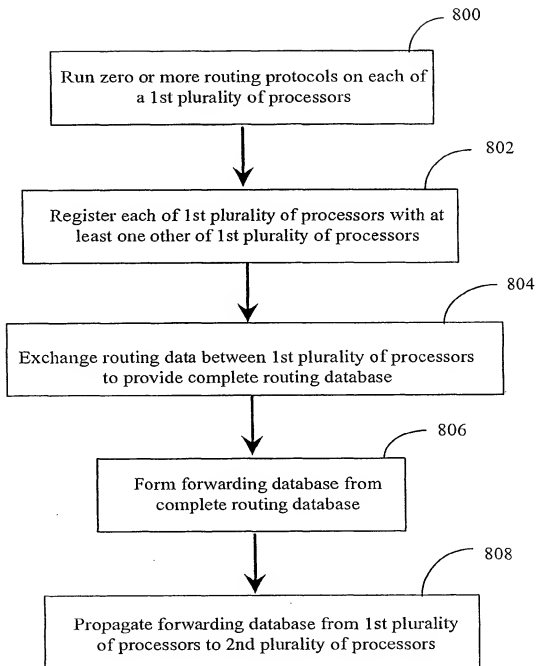 800
Run zero or more routing protocols on each of
a 1st plurality of processors
802
Register each of 1st plurality of processors with at
least one other of 1st plurality of processors
804
Exchange routing data between 1st plurality of processors
to provide complete routing database
806
Form forwarding database from
complete routing database
808
Propagate forwarding database from 1st plurality
of processors to 2nd plurality of processors